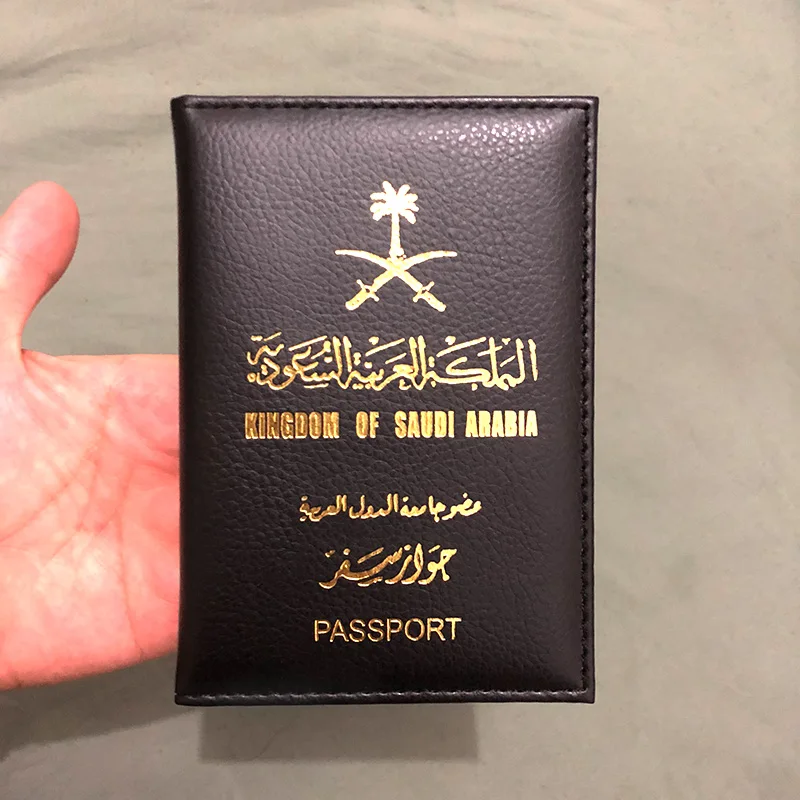 المملكة العربية السعودية
KINGDOM OF SAUDI ARABIA
عضو جامعة الدول العربية
جواز سفر
PASSPORT